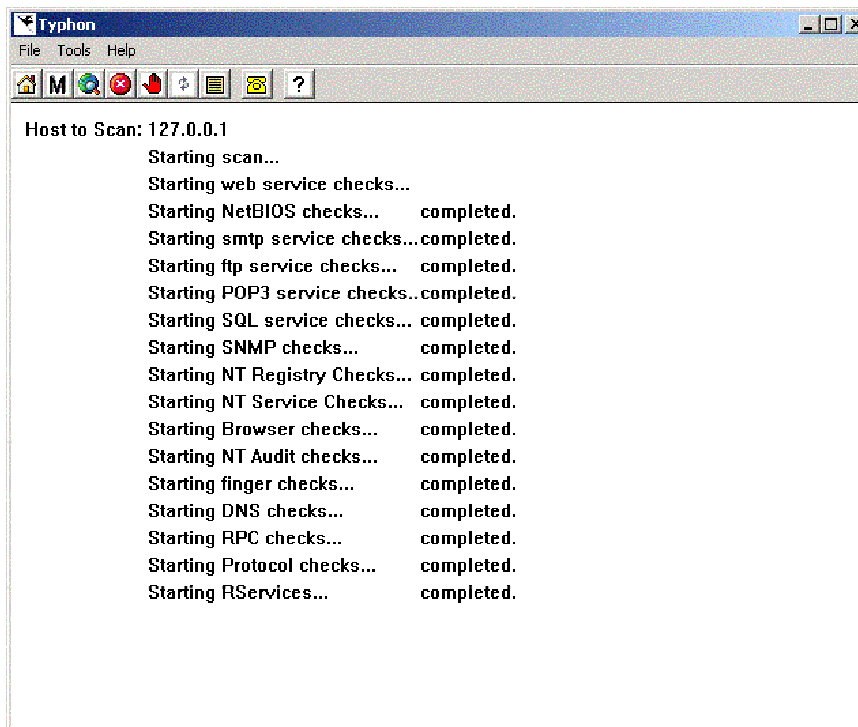 Typhon
File Tools Help
M ?
Host to Scan: 127.0.0.1
Starting scan...
Starting web service checks...
Starting NetBIOS checks... completed.
Starting smtp service checks...completed.
Starting ftp service checks... completed.
Starting POP3 service checks..completed.
Starting SQL service checks... completed.
Starting SNMP checks... completed.
Starting NT Registry Checks... completed.
Starting NT Service Checks... completed.
Starting Browser checks... completed.
Starting NT Audit checks... completed.
Starting finger checks... completed.
Starting DNS checks... completed.
Starting RPC checks... completed.
Starting Protocol checks... completed.
Starting RServices... completed.